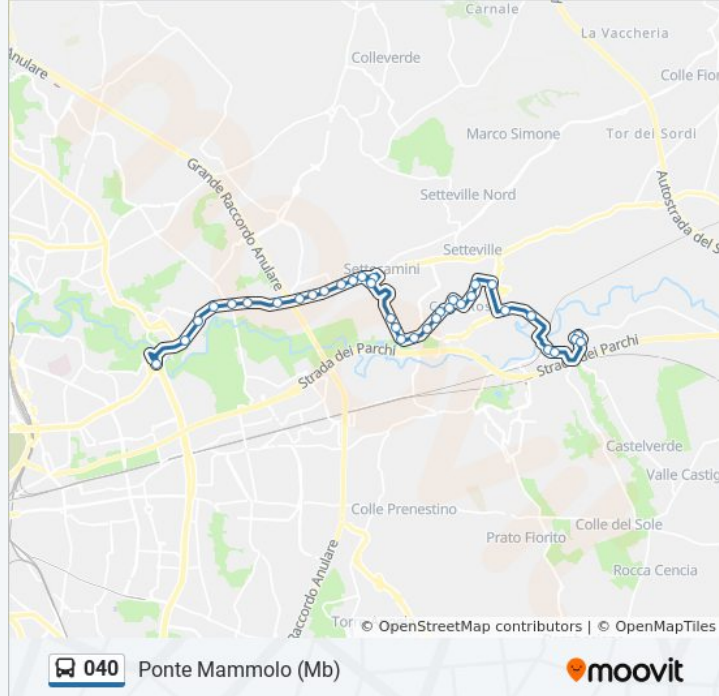 Carnale
La Vaccheria
Anulare
Colleverde
Colle Fior
Marco Simone
Tor dei Sordi
Grande Raccordo Anulare
Setteville Nord
Autostrada del S
Setteville
Settecamini
Strada dei Parchi
Strada dei Parchi
Castelverde
Valle Castig
Colle Prenestino
Colle del Sole
Prato Fiorito
Rocca Cencia
Raccordo Anulare
© OpenStreetMap contributors | © OpenMapTiles
040 Ponte Mammolo (Mb)
moovit